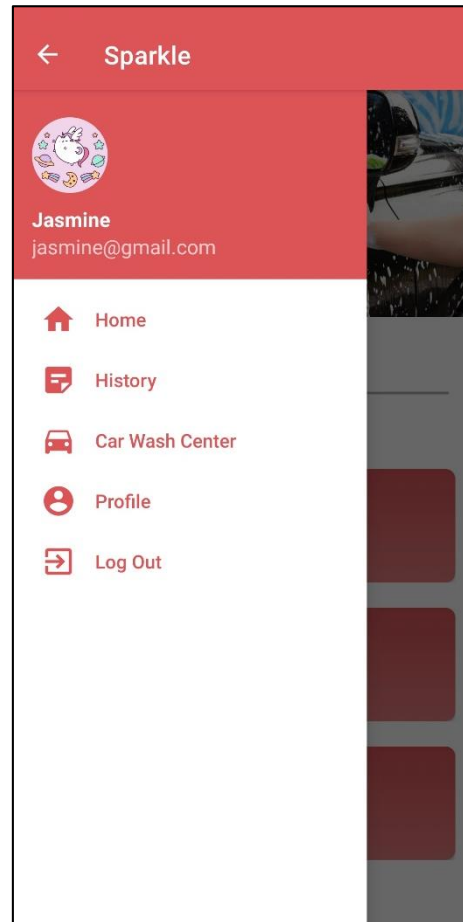 Sparkle
Jasmine
jasmine@gmail.com
Home
History
Car Wash Center
Profile
Log Out